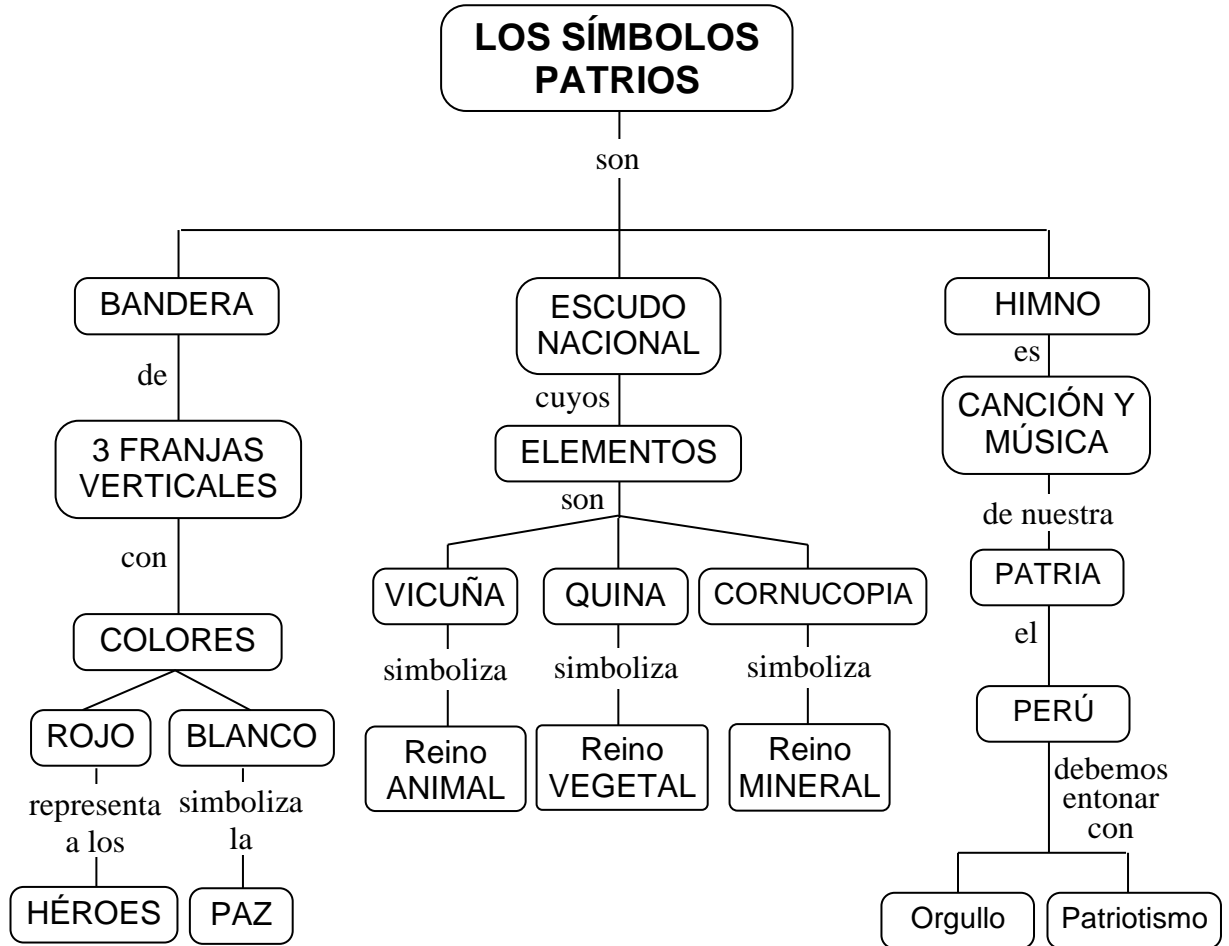 LOS SÍMBOLOS
PATRIOS
son
BANDERA
de
3 FRANJAS
VERTICALES
con
COLORES
ROJO
representa
a los
HÉROES
BLANCO
simboliza
la
PAZ
ESCUDO
NACIONAL
cuyos
ELEMENTOS
son
VICUÑA
simboliza
Reino
ANIMAL
QUINA
simboliza
Reino
VEGETAL
CORNUCOPIA
simboliza
Reino
MINERAL
HIMNO
es
CANCIÓN Y
MÚSICA
de nuestra
PATRIA
el
PERÚ
debemos
entonar
con
Orgullo
Patriotismo